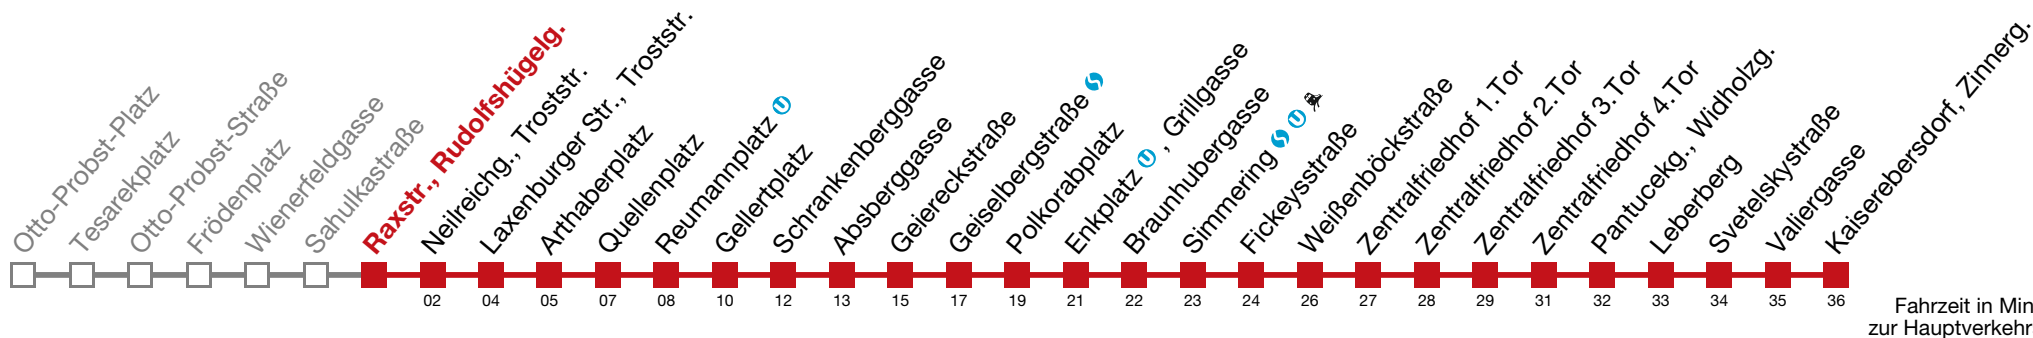 Otto-Probst-Platz
Tesarekplatz
Otto-Probst-Straße
Frödenplatz
Wienerfeldgasse
Sahulkastraße
Raxstr., Rudolfshügelg.
Neilreichg., Troststr.
Laxenburger Str., Troststr.
Arthaberplatz
Quellenplatz
Reumannplatz U
Gellertplatz
Schrankenberggasse
Absberggasse
Geiereckstraße
Geiselbergstraße S
Polkorabplatz
Enkplatz U , Grillgasse
Braunhubergasse
Simmering S U
Fickeysstraße
Weißenböckstraße
Zentralfriedhof 1.Tor
Zentralfriedhof 2.Tor
Zentralfriedhof 3.Tor
Zentralfriedhof 4.Tor
Pantucekg., Widholzg.
Leberberg
Svetelskystraße
Valiergasse
Kaiserebersdorf, Zinnerg.
02 04 05 07 08 10 12 13 15 17 19 21 22 23 24 26 27 28 29 31 32 33 34 35 36
Fahrzeit in Min
zur Hauptverkehr